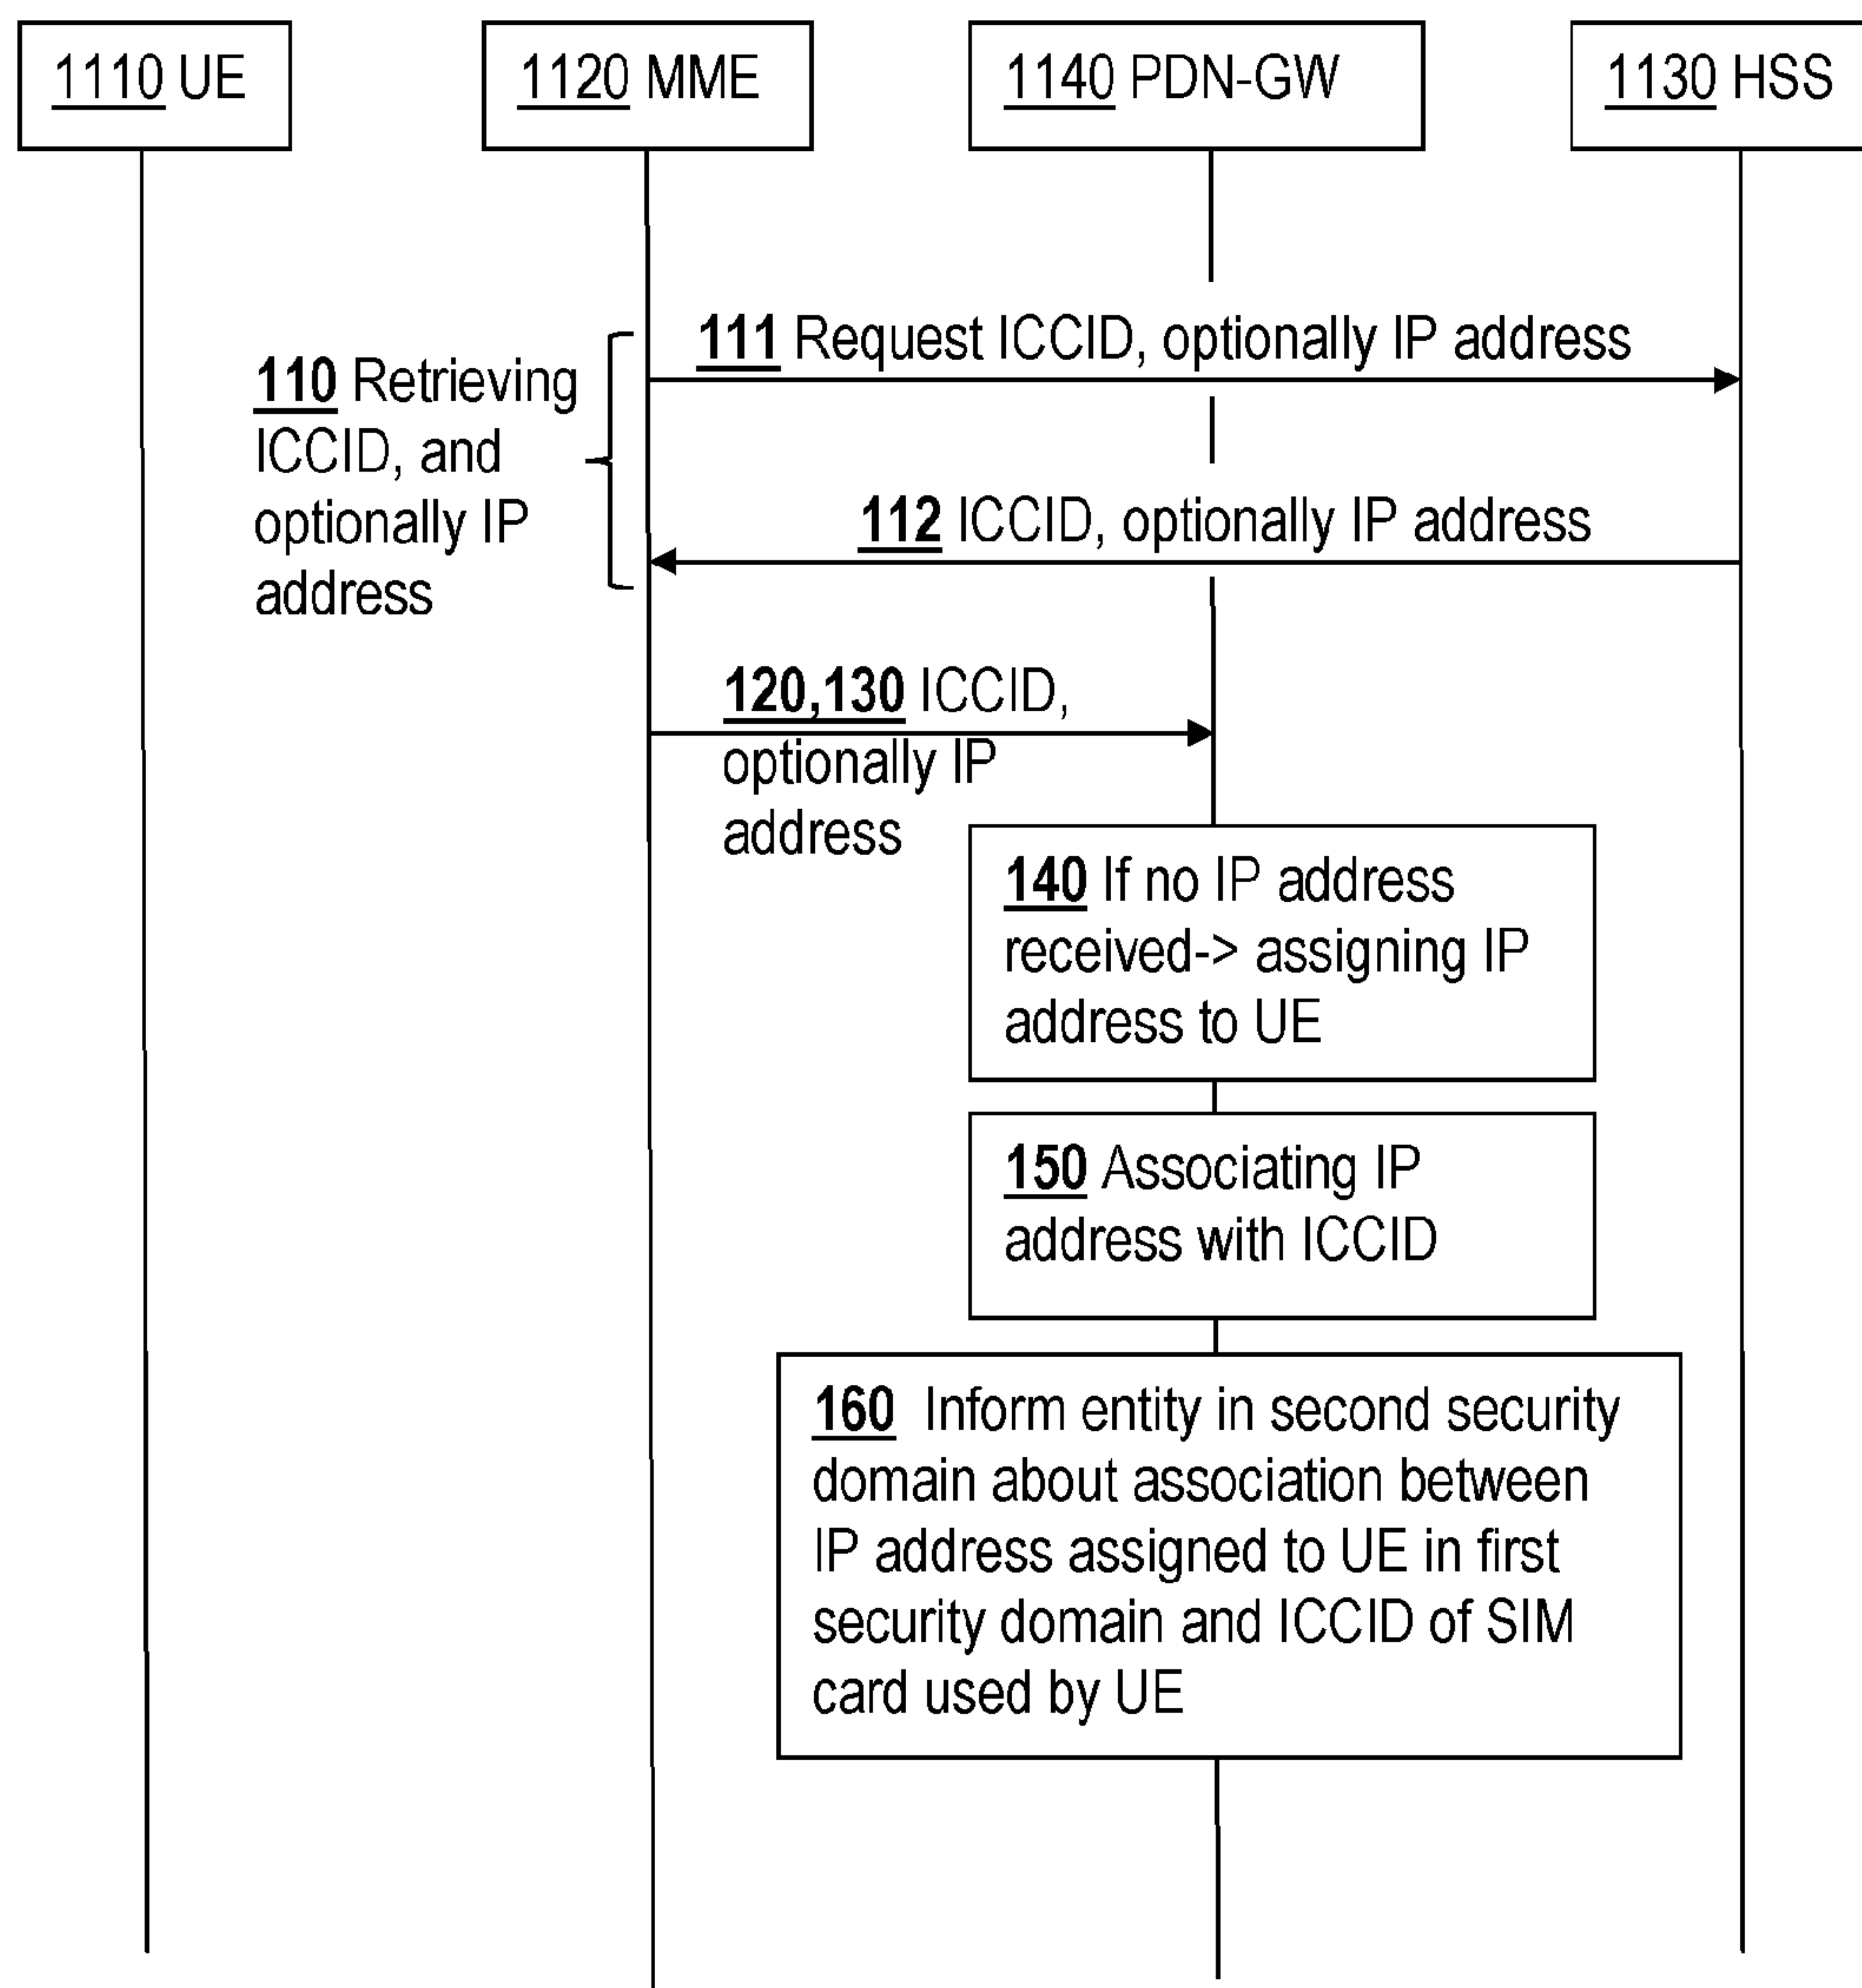 1110 UE
1120 MME
1140 PDN-GW
1130 HSS
111 Request ICCID, optionally IP address
110 Retrieving
ICCID, and
optionally IP
address
112 ICCID, optionally IP address
120,130 ICCID,
optionally IP
address
140 If no IP address
received-> assigning IP
address to UE
150 Associating IP
address with ICCID
160 Inform entity in second security
domain about association between
IP address assigned to UE in first
security domain and ICCID of SIM
card used by UE